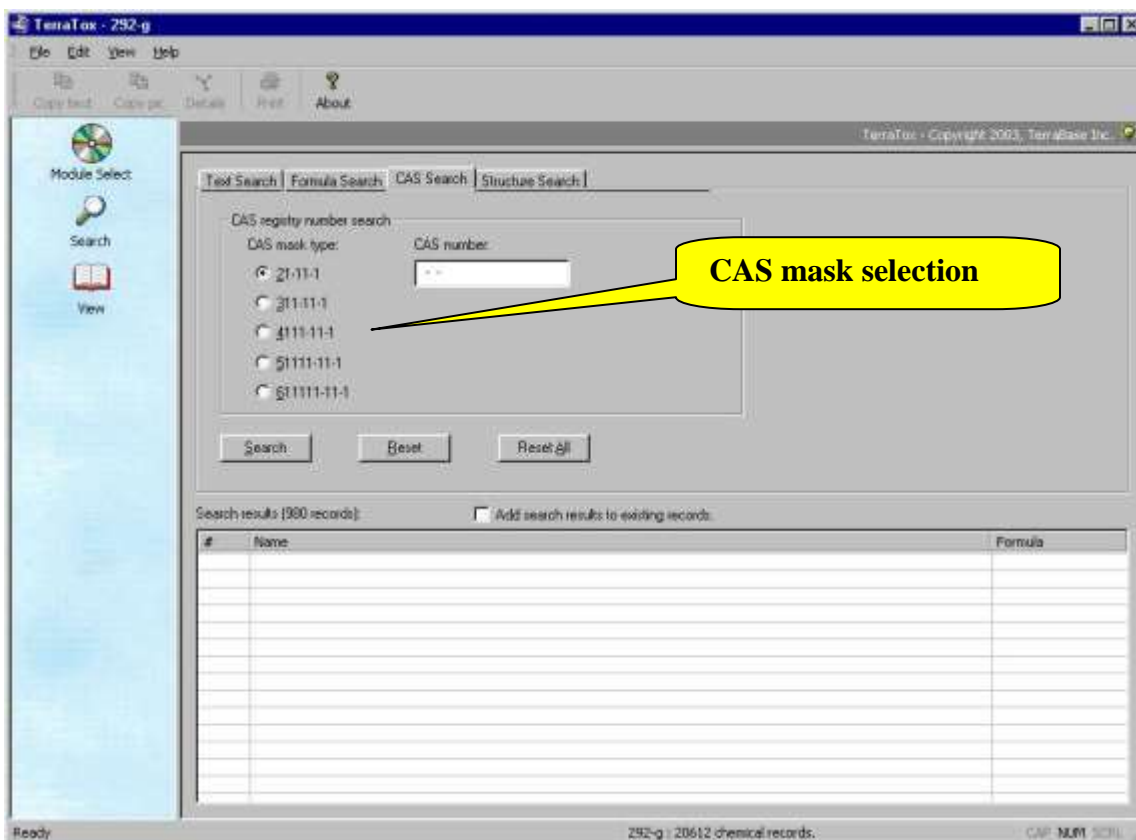 TerraTox - 292-g
File Edit View Help
Copy text Copy pic Details Print About
TerraTox - Copyright 2003, TerraBase Inc.
Module Select
Search
View
Text Search Formula Search CAS Search Structure Search
CAS registry number search
CAS mask type: CAS number:
21-11-1 - -
311-11-1
4111-11-1
51111-11-1
611111-11-1
CAS mask selection
Search Reset Reset All
Search results (980 records): Add search results to existing records.
# Name Formula
Ready 292-g : 20612 chemical records. CAP NUM SCRL